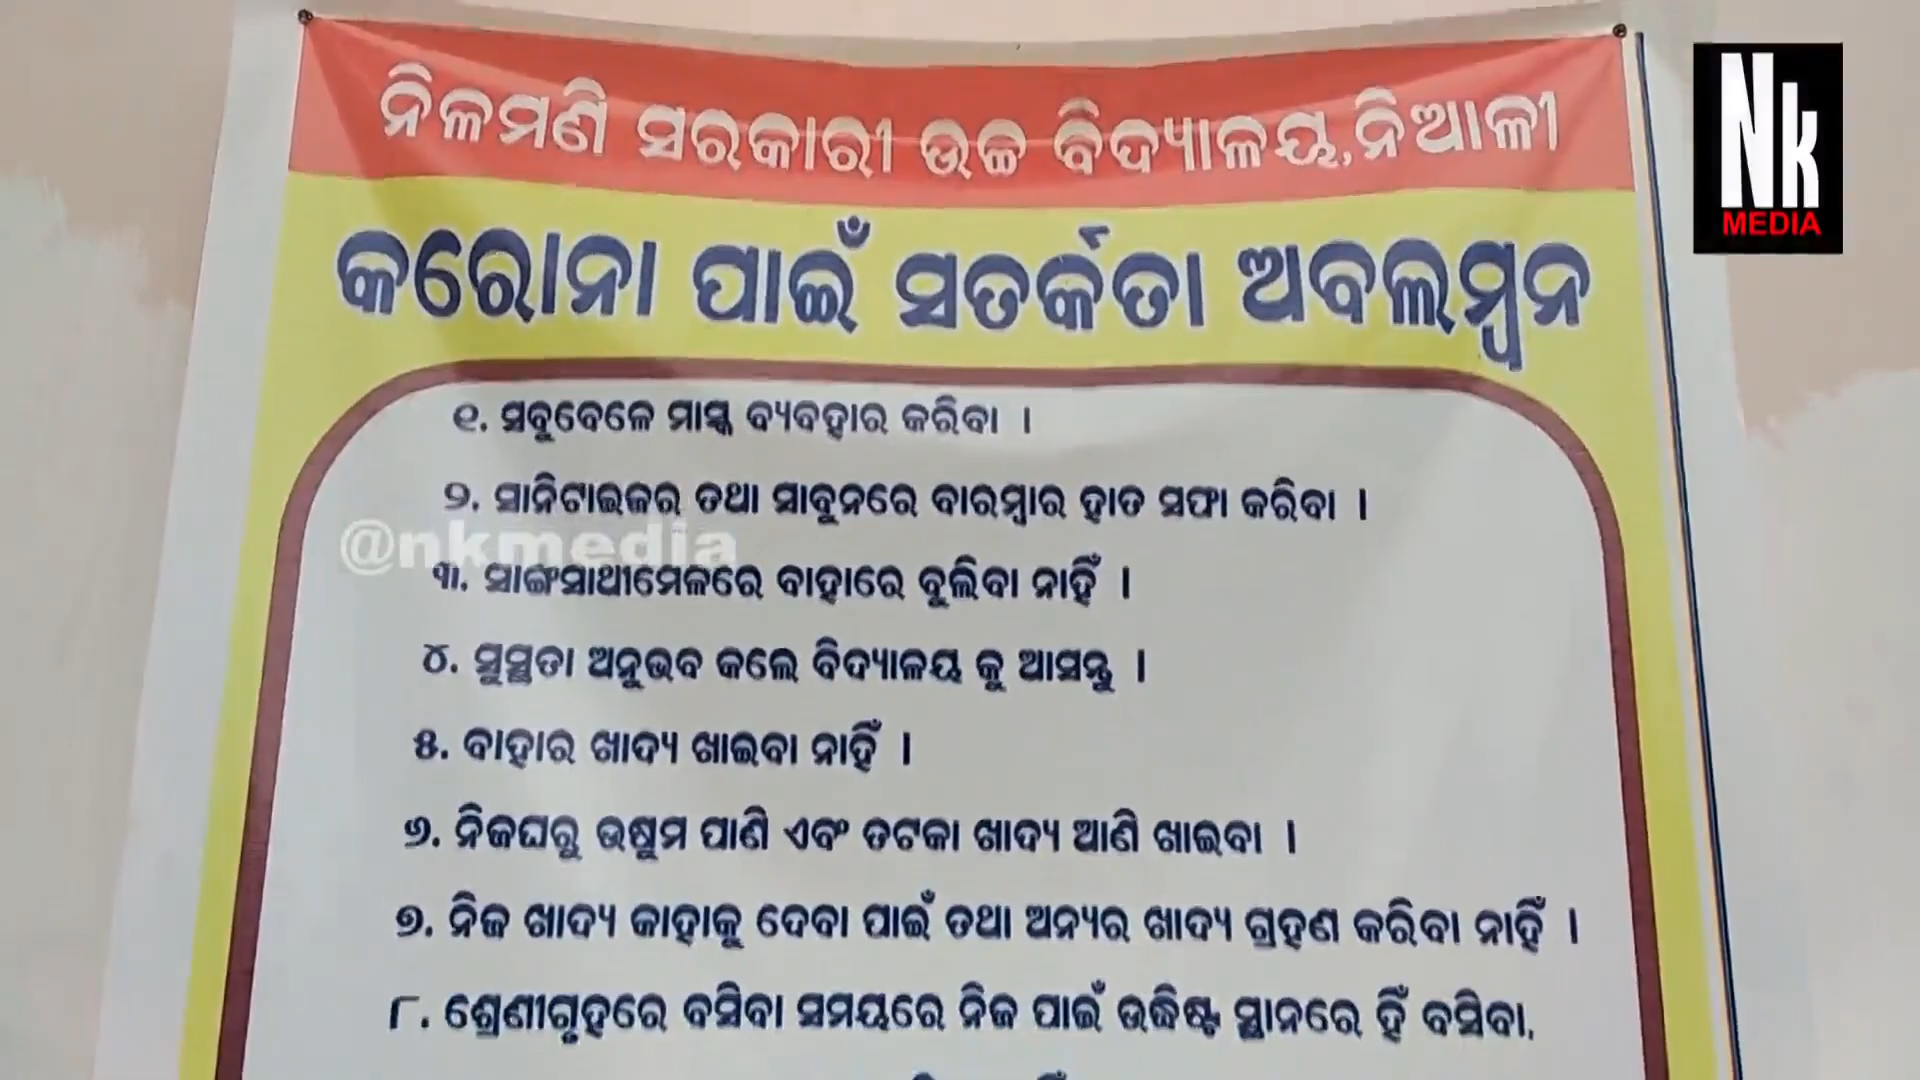 ନିଳମଣି ସରକାରୀ ଉଚ୍ଚ ବିଦ୍ୟାଳୟ,ନିଆଳୀ
କରୋନା ପାଇଁ ସତର୍କତା ଅବଲମ୍ବନ
Nk
MEDIA
୧. ସବୁବେଳେ ମାସ୍କ ବ୍ୟବହାର କରିବା ।
୨. ସାନିଟାଇଜର ତଥା ସାବୁନରେ ବାରମ୍ବାର ହାତ ସଫା କରିବା ।
@nkmedia
୩. ସାଙ୍ଗସାଥୀମେଳରେ ବାହାରେ ବୁଲିବା ନାହିଁ ।
୪. ସୁସ୍ଥତା ଅନୁଭବ କଲେ ବିଦ୍ୟାଳୟ କୁ ଆସନ୍ତୁ ।
୫. ବାହାର ଖାଦ୍ୟ ଖାଇବା ନାହିଁ ।
୬. ନିଜଘରୁ ଉଷୁମ ପାଣି ଏବଂ ତଟକା ଖାଦ୍ୟ ଆଣି ଖାଇବା ।
୭. ନିଜ ଖାଦ୍ୟ କାହାକୁ ଦେବା ପାଇଁ ତଥା ଅନ୍ୟର ଖାଦ୍ୟ ଗ୍ରହଣ କରିବା ନାହିଁ ।
୮. ଶ୍ରେଣୀଗୃହରେ ବସିବା ସମୟରେ ନିଜ ପାଇଁ ଉଦ୍ଧିଷ୍ଟ ସ୍ଥାନରେ ହିଁ ବସିବା.